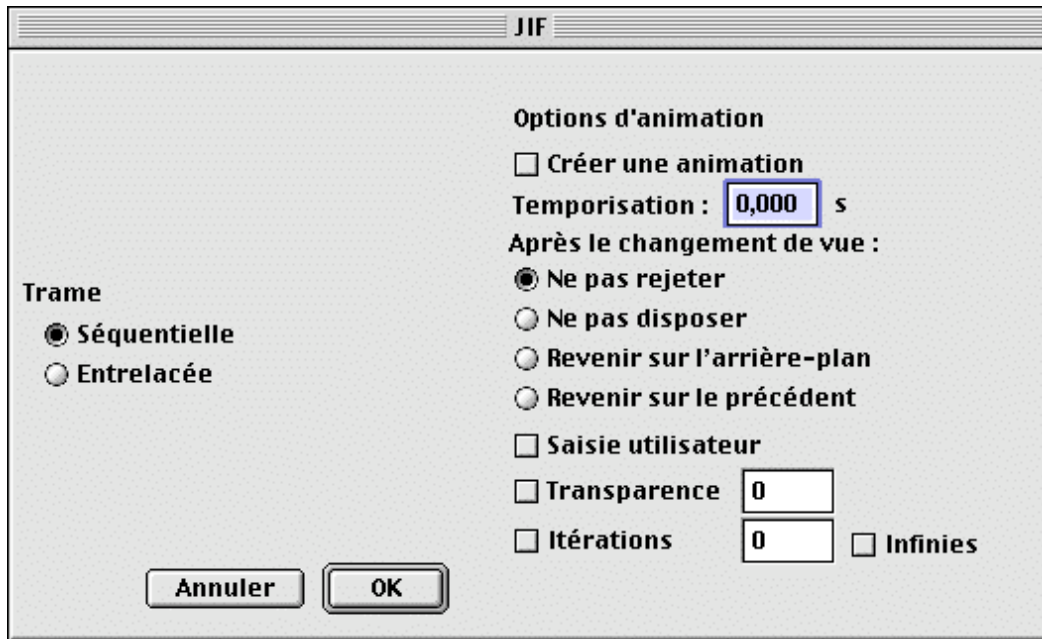 JIF
Trame
Séquentielle
Entrelacée
Options d'animation
Créer une animation
Temporisation : 0,000 s
Après le changement de vue :
Ne pas rejeter
Ne pas disposer
Revenir sur l'arrière-plan
Revenir sur le précédent
Saisie utilisateur
Transparence 0
Itérations 0 Infinies
Annuler OK